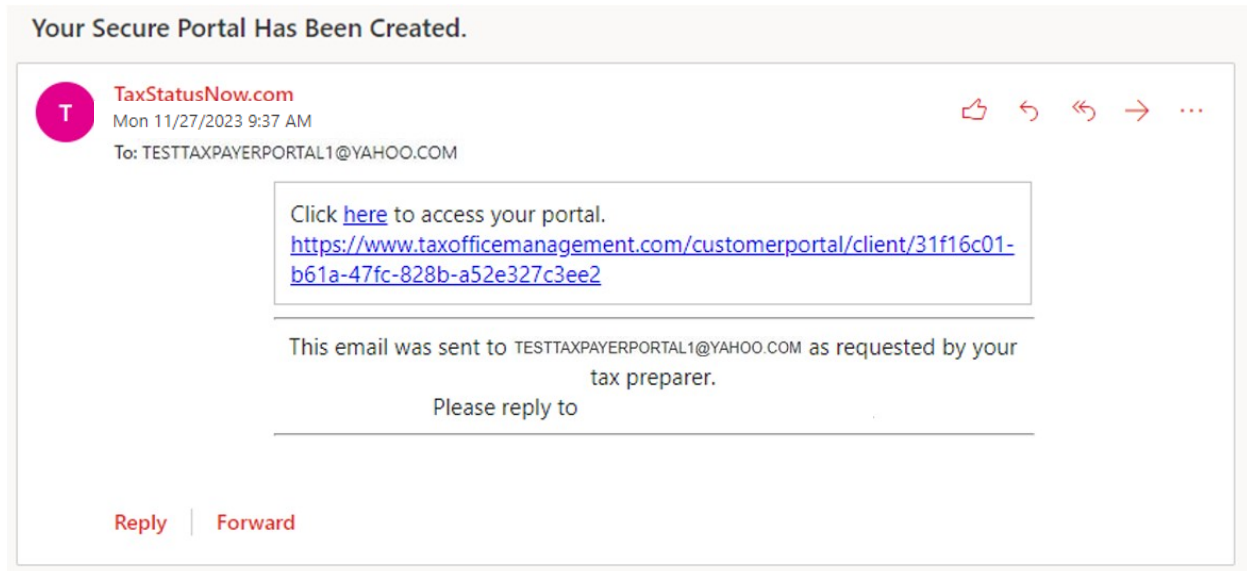 Your Secure Portal Has Been Created.
T
TaxStatusNow.com
Mon 11/27/2023 9:37 AM
To: TESTTAXPAYERPORTAL1@YAHOO.COM
Click here to access your portal.
https://www.taxofficemanagement.com/customerportal/client/31f16c01-
b61a-47fc-828b-a52e327c3ee2
This email was sent to TESTTAXPAYERPORTAL1@YAHOO.COM as requested by your
tax preparer.
Please reply to
Reply
Forward